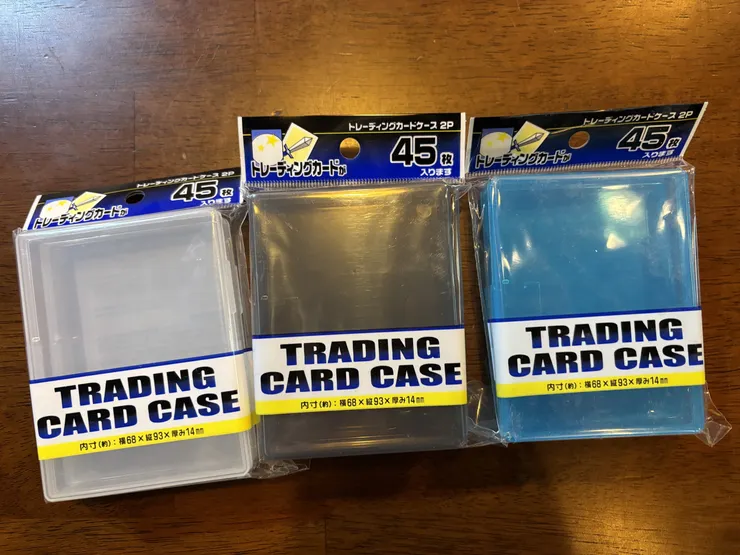 トレーディングカードケース 2P
トレーディングカードが
45枚
入ります
TRADING
CARD CASE
内寸(約):横68×縦93×厚み14mm
トレーディングカードケース 2P
トレーディングカードが
45枚
入ります
TRADING
CARD CASE
内寸(約):横68×縦93×厚み14mm
トレーディングカードケース 2P
トレーディングカードが
45枚
入ります
TRADING
CARD CASE
内寸(約):横68×縦93×厚み14mm